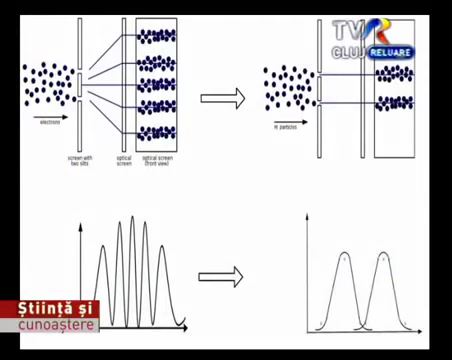 TVR
CLUJ RELUARE
electrons
screen with
two slits
optical
screen
optical screen
(front view)
M particles
Știință și
cunoaștere